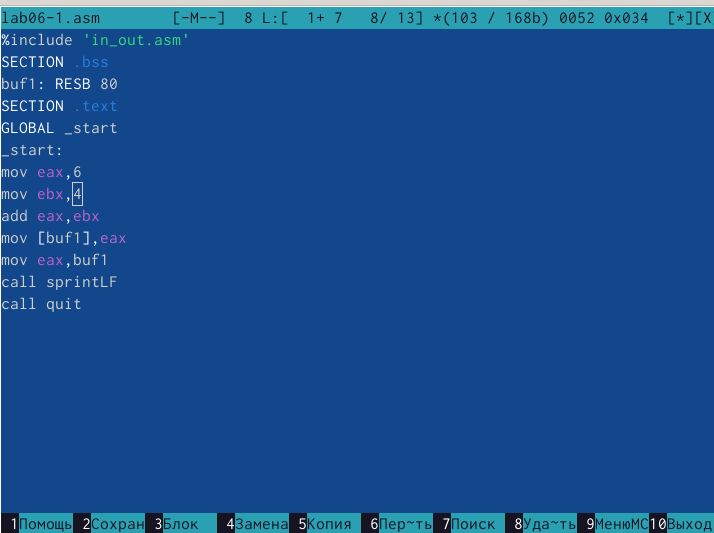 lab06-1.asm [-M--] 8 L:[ 1+ 7 8/ 13] *(103 / 168b) 0052 0x034 [*][X
%include 'in_out.asm'
SECTION .bss
buf1: RESB 80
SECTION .text
GLOBAL _start
_start:
mov eax,6
mov ebx,4
add eax,ebx
mov [buf1],eax
mov eax,buf1
call sprintLF
call quit
1Помощь 2Сохран 3Блок 4Замена 5Копия 6Пер~ть 7Поиск 8Уда~ть 9МенюМС 10Выход